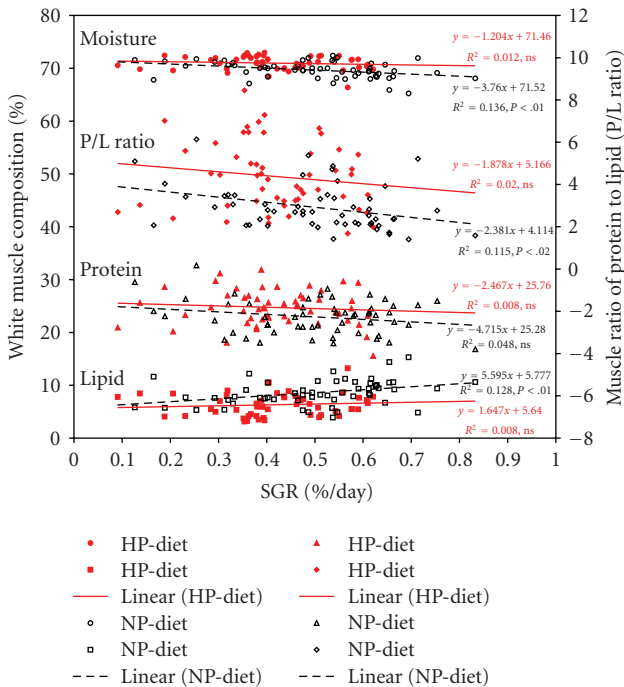 White muscle composition (%)
80
70
60
50
40
30
20
10
0
Moisture
P/L ratio
Protein
Lipid
y = −1.204x + 71.46
R² = 0.012, ns
y = −3.76x + 71.52
R² = 0.136, P < .01
y = −1.878x + 5.166
R² = 0.02, ns
y = −2.381x + 4.114
R² = 0.115, P < .02
y = −2.467x + 25.76
R² = 0.008, ns
y = −4.715x + 25.28
R² = 0.048, ns
y = 5.595x + 5.777
R² = 0.128, P < .01
y = 1.647x + 5.64
R² = 0.008, ns
12
10
8
6
4
2
0
−2
−4
−6
−8
Muscle ratio of protein to lipid (P/L ratio)
0 0.1 0.2 0.3 0.4 0.5 0.6 0.7 0.8 0.9 1
SGR (%/day)
HP-diet HP-diet
HP-diet HP-diet
Linear (HP-diet) Linear (HP-diet)
NP-diet NP-diet
NP-diet NP-diet
Linear (NP-diet) Linear (NP-diet)